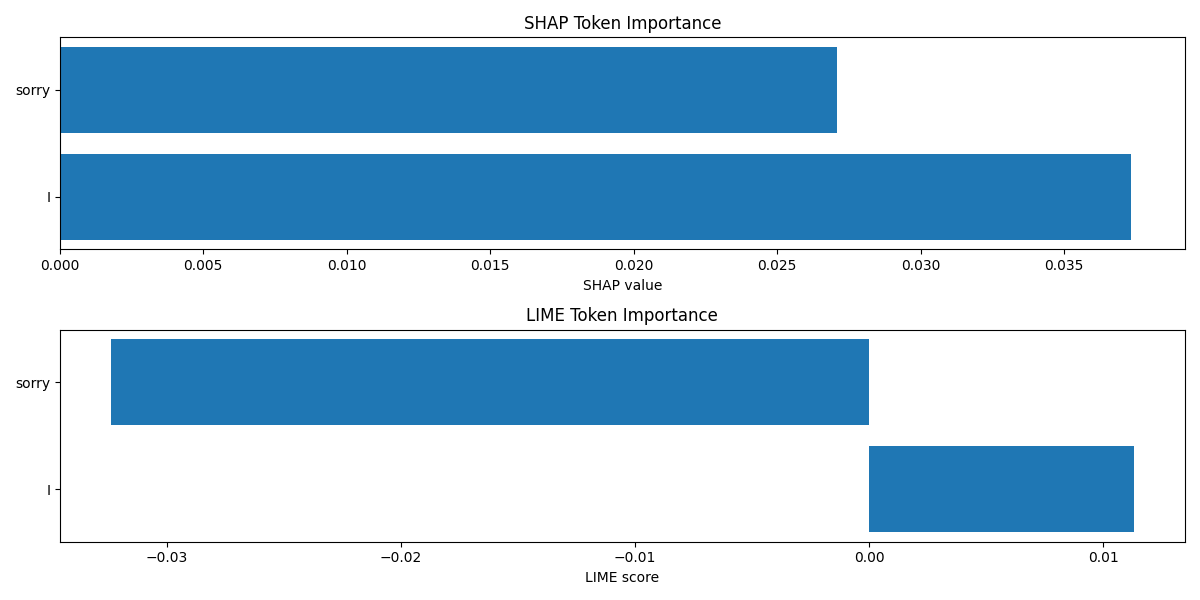 SHAP Token Importance
sorry
I
0.000 0.005 0.010 0.015 0.020 0.025 0.030 0.035
SHAP value
LIME Token Importance
sorry
I
−0.03 −0.02 −0.01 0.00 0.01
LIME score